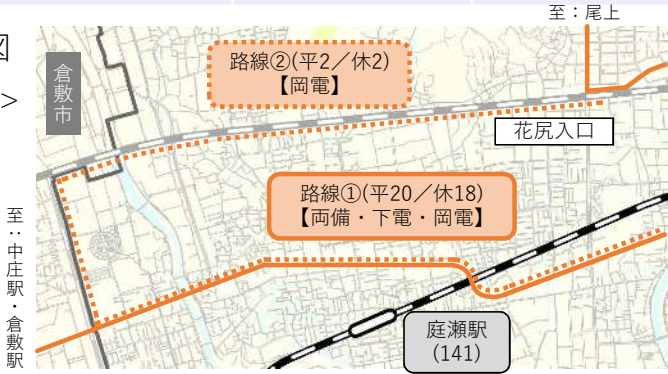 至：尾上
図
＞
倉敷市
路線②(平2／休2)
【岡電】
花尻入口
路線①(平20／休18)
【両備・下電・岡電】
至：中庄駅・倉敷駅
庭瀬駅
(141)